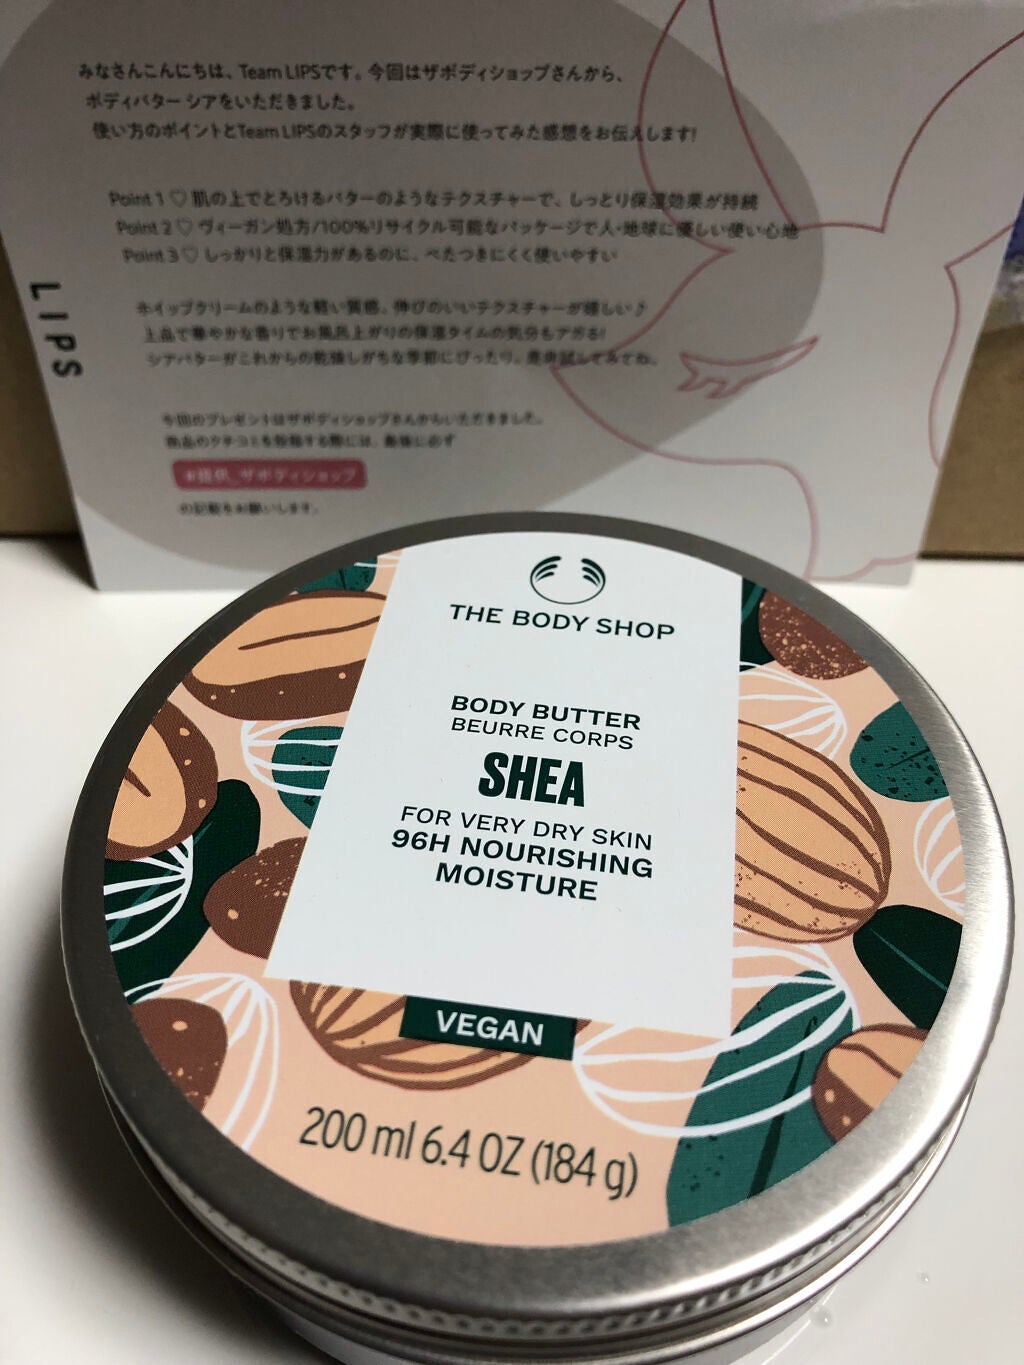 みなさんこんにちは、Team LIPSです。今回はザボディショップさんから、
ボディバター シアをいただきました。
使い方のポイントとTeam LIPSのスタッフが実際に使ってみた感想をお伝えします!
Point 1 ♡ 肌の上でとろけるバターのようなテクスチャーで、しっとり保湿効果が持続
Point 2 ♡ ヴィーガン処方/100%リサイクル可能なパッケージで人・地球に優しい使い心地
Point 3 ♡ しっかりと保湿力があるのに、べたつきにくく使いやすい
ホイップクリームのような軽い質感、伸びのいいテクスチャーが嬉しい♪
上品で華やかな香りでお風呂上がりの保湿タイムの気分もアガる!
シアバターがこれからの乾燥しがちな季節にぴったり。是非試してみてね。
今回のプレゼントはザボディショップさんからいただきました。
商品のクチコミを投稿する際には、最後に必ず
#提供_ザボディショップ
の記載をお願いします。
LIPS
THE BODY SHOP
BODY BUTTER
BEURRE CORPS
SHEA
FOR VERY DRY SKIN
96H NOURISHING
MOISTURE
VEGAN
200 ml 6.4 OZ (184 g)